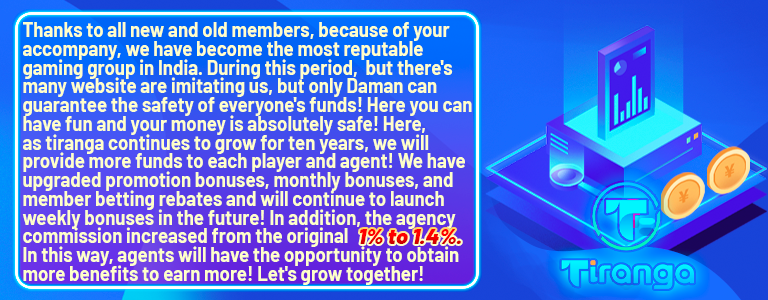 Thanks to all new and old members, because of your
accompany, we have become the most reputable
gaming group in India. During this period, but there's
many website are imitating us, but only Daman can
guarantee the safety of everyone's funds! Here you can
have fun and your money is absolutely safe! Here,
as tiranga continues to grow for ten years, we will
provide more funds to each player and agent! We have
upgraded promotion bonuses, monthly bonuses, and
member betting rebates and will continue to launch
weekly bonuses in the future! In addition, the agency
commission increased from the original 1% to 1.4%.
In this way, agents will have the opportunity to obtain
more benefits to earn more! Let's grow together!
¥
¥
T
Tiranga